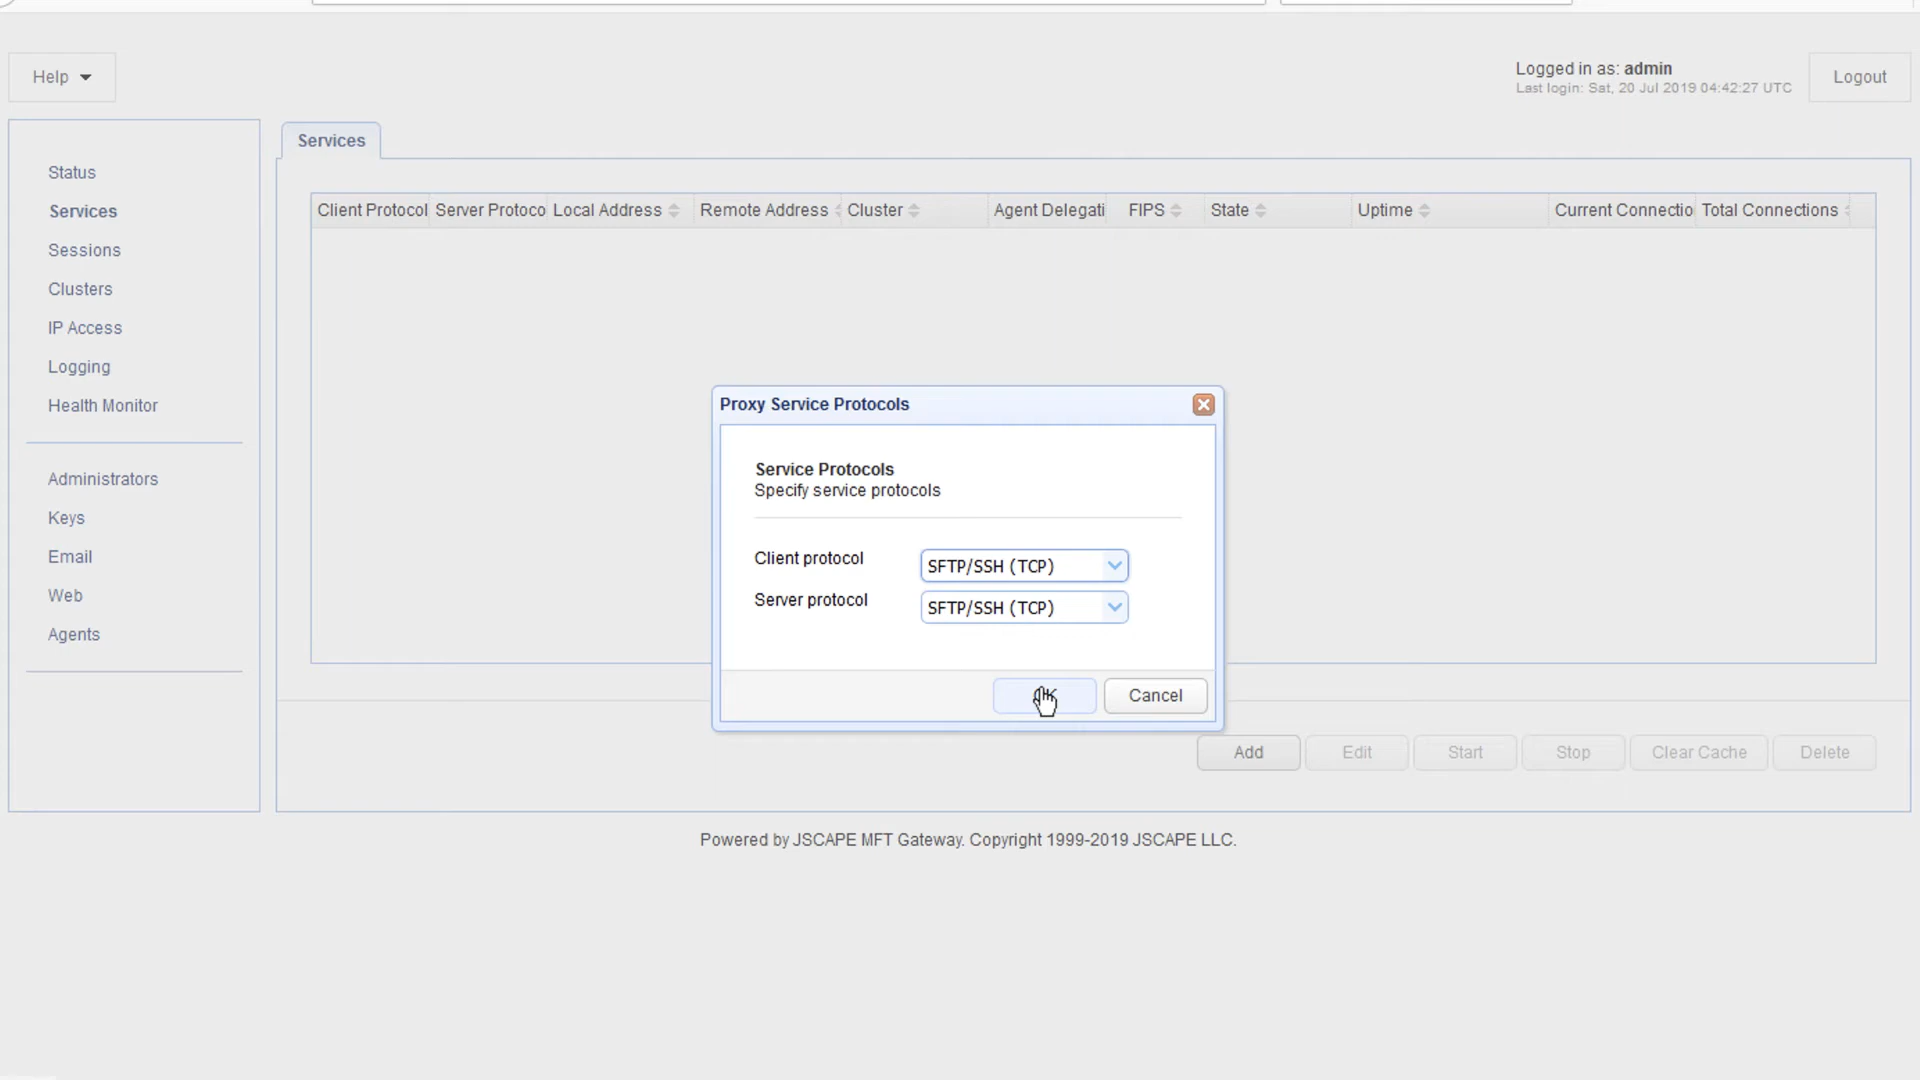 Help
Logged in as: admin
Last login: Sat, 20 Jul 2019 04:42:27 UTC
Logout
Status
Services
Sessions
Clusters
IP Access
Logging
Health Monitor
Administrators
Keys
Email
Web
Agents
Services
Client Protocol Server Protoco Local Address Remote Address Cluster Agent Delegati FIPS State Uptime Current Connectio Total Connections
Proxy Service Protocols
Service Protocols
Specify service protocols
Client protocol SFTP/SSH (TCP)
Server protocol SFTP/SSH (TCP)
Cancel
Add Edit Start Stop Clear Cache Delete
Powered by JSCAPE MFT Gateway. Copyright 1999-2019 JSCAPE LLC.